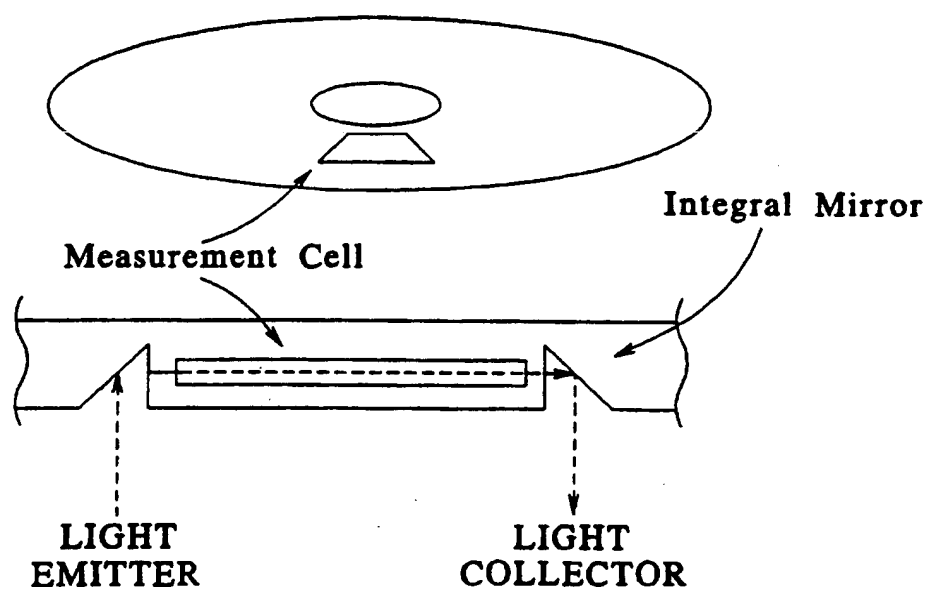 Integral Mirror
Measurement Cell
LIGHT
EMITTER
LIGHT
COLLECTOR